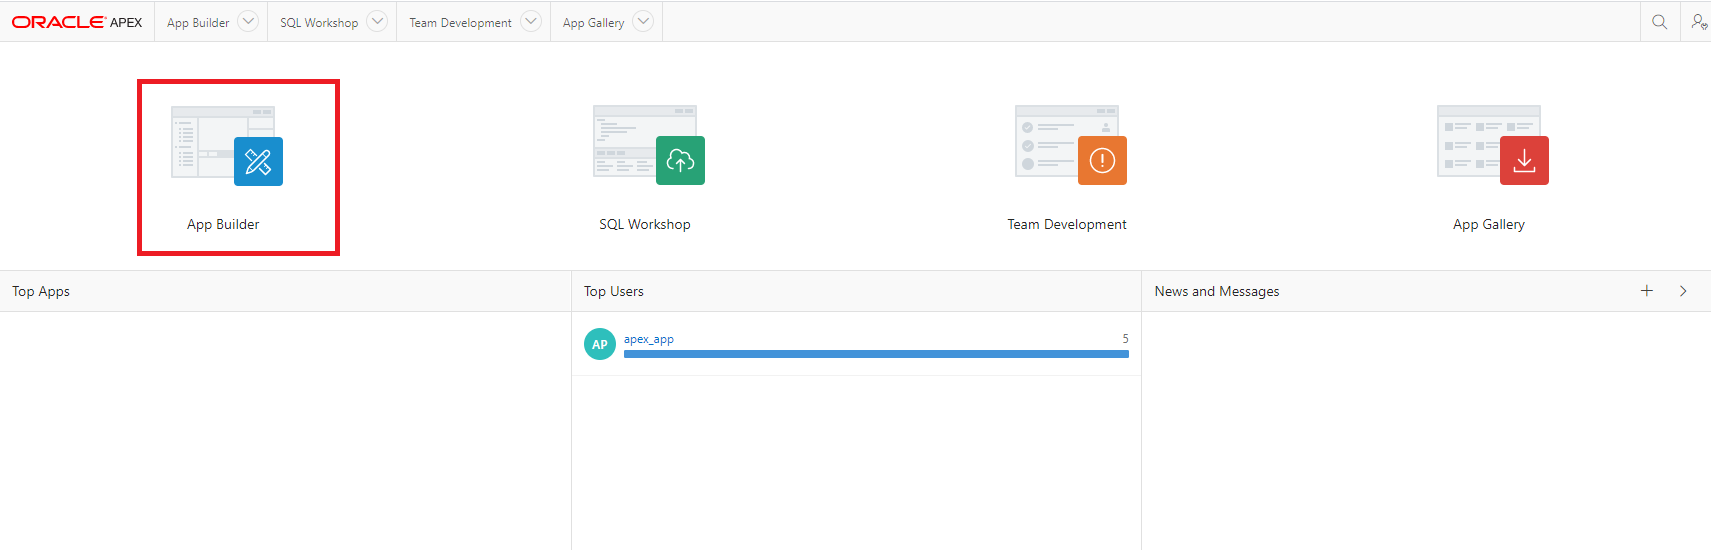 ORACLE APEX App Builder SQL Workshop Team Development App Gallery
App Builder SQL Workshop Team Development App Gallery
Top Apps Top Users News and Messages
AP apex_app 5